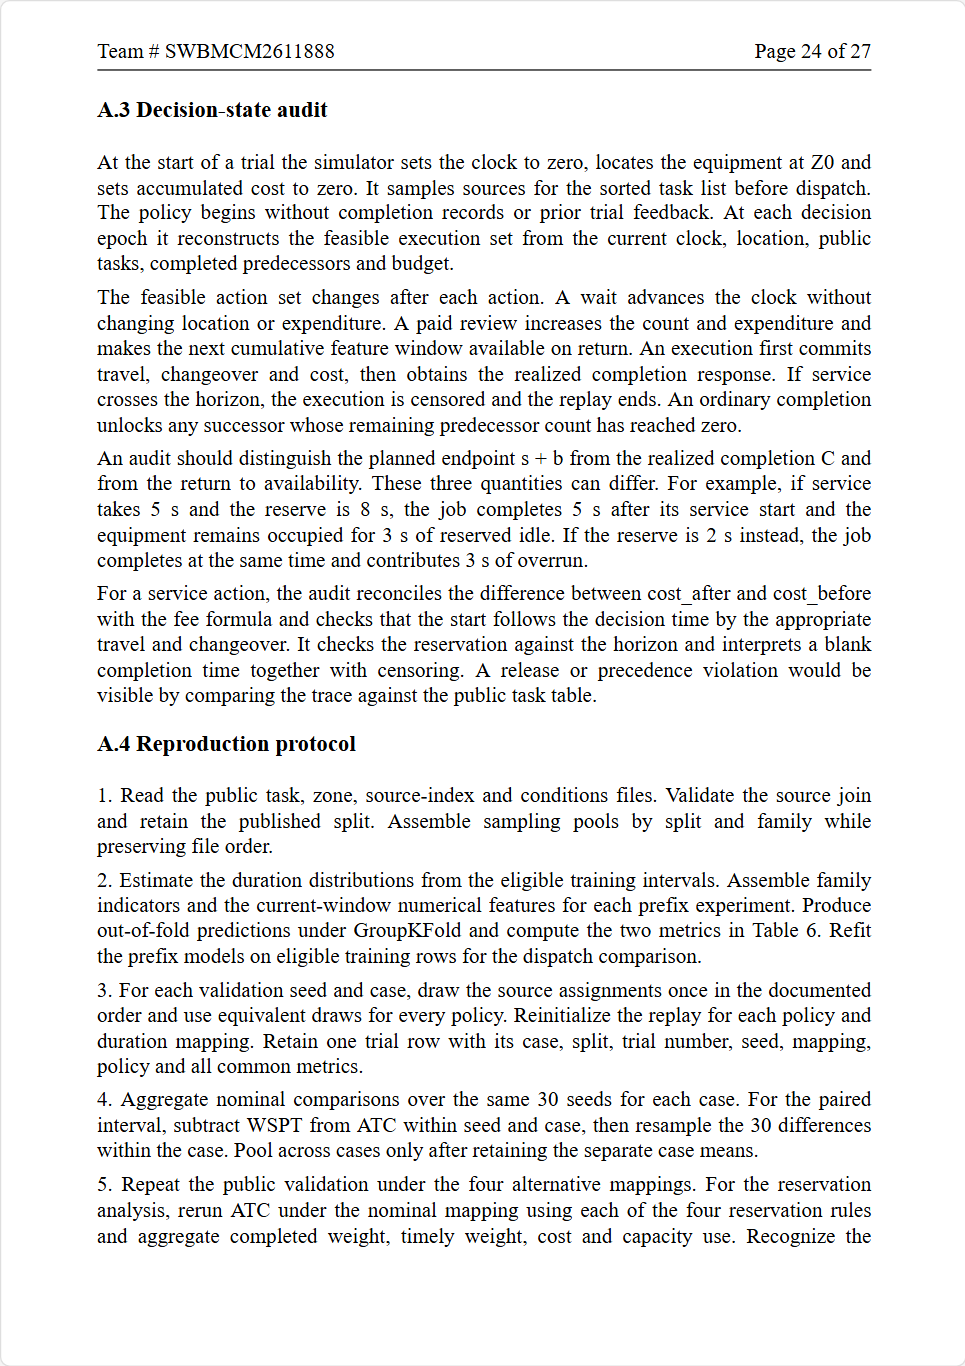 Team # SWBMCM2611888 Page 24 of 27
A.3 Decision-state audit
At the start of a trial the simulator sets the clock to zero, locates the equipment at Z0 and
sets accumulated cost to zero. It samples sources for the sorted task list before dispatch.
The policy begins without completion records or prior trial feedback. At each decision
epoch it reconstructs the feasible execution set from the current clock, location, public
tasks, completed predecessors and budget.
The feasible action set changes after each action. A wait advances the clock without
changing location or expenditure. A paid review increases the count and expenditure and
makes the next cumulative feature window available on return. An execution first commits
travel, changeover and cost, then obtains the realized completion response. If service
crosses the horizon, the execution is censored and the replay ends. An ordinary completion
unlocks any successor whose remaining predecessor count has reached zero.
An audit should distinguish the planned endpoint s + b from the realized completion C and
from the return to availability. These three quantities can differ. For example, if service
takes 5 s and the reserve is 8 s, the job completes 5 s after its service start and the
equipment remains occupied for 3 s of reserved idle. If the reserve is 2 s instead, the job
completes at the same time and contributes 3 s of overrun.
For a service action, the audit reconciles the difference between cost_after and cost_before
with the fee formula and checks that the start follows the decision time by the appropriate
travel and changeover. It checks the reservation against the horizon and interprets a blank
completion time together with censoring. A release or precedence violation would be
visible by comparing the trace against the public task table.
A.4 Reproduction protocol
1. Read the public task, zone, source-index and conditions files. Validate the source join
and retain the published split. Assemble sampling pools by split and family while
preserving file order.
2. Estimate the duration distributions from the eligible training intervals. Assemble family
indicators and the current-window numerical features for each prefix experiment. Produce
out-of-fold predictions under GroupKFold and compute the two metrics in Table 6. Refit
the prefix models on eligible training rows for the dispatch comparison.
3. For each validation seed and case, draw the source assignments once in the documented
order and use equivalent draws for every policy. Reinitialize the replay for each policy and
duration mapping. Retain one trial row with its case, split, trial number, seed, mapping,
policy and all common metrics.
4. Aggregate nominal comparisons over the same 30 seeds for each case. For the paired
interval, subtract WSPT from ATC within seed and case, then resample the 30 differences
within the case. Pool across cases only after retaining the separate case means.
5. Repeat the public validation under the four alternative mappings. For the reservation
analysis, rerun ATC under the nominal mapping using each of the four reservation rules
and aggregate completed weight, timely weight, cost and capacity use. Recognize the